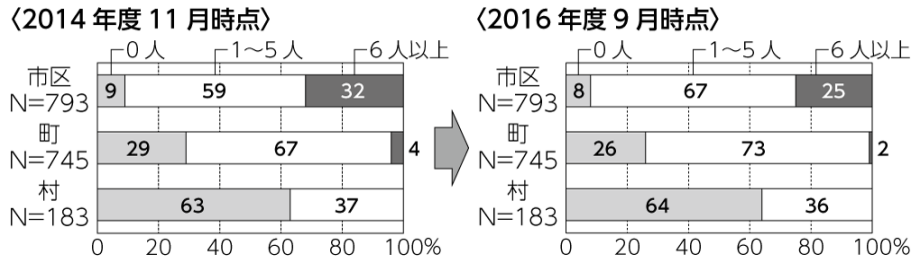 〈2014 年度 11 月時点〉
0 人 1～5 人 6 人以上
市区
N=793
9 59 32
町
N=745
29 67 4
村
N=183
63 37
0 20 40 60 80 100%
〈2016 年度 9 月時点〉
0 人 1～5 人 6 人以上
市区
N=793
8 67 25
町
N=745
26 73 2
村
N=183
64 36
0 20 40 60 80 100%